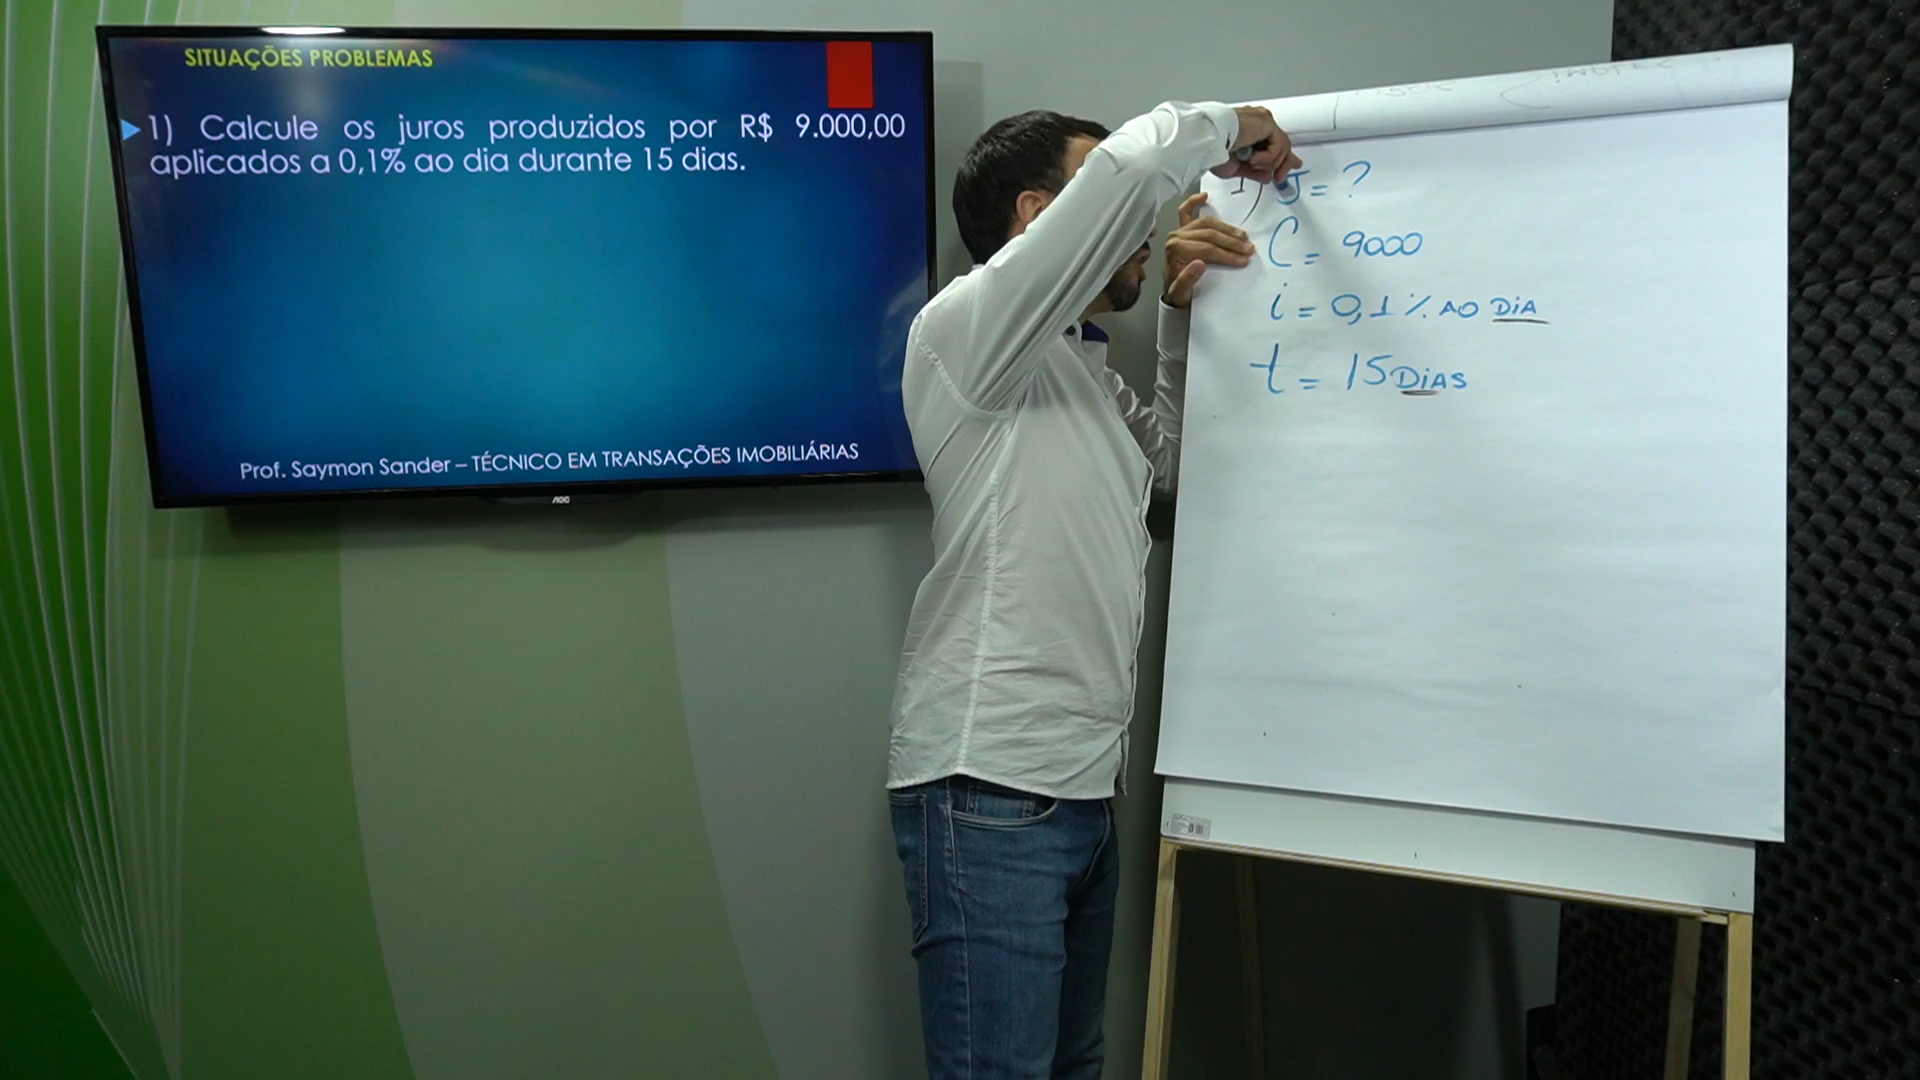 SITUAÇÕES PROBLEMAS
1) Calcule os juros produzidos por R$ 9.000,00
aplicados a 0,1% ao dia durante 15 dias.
Prof. Saymon Sander – TÉCNICO EM TRANSAÇÕES IMOBILIÁRIAS
AOC
1) J = ?
C = 9000
i = 0,1% AO DIA
t = 15 DIAS